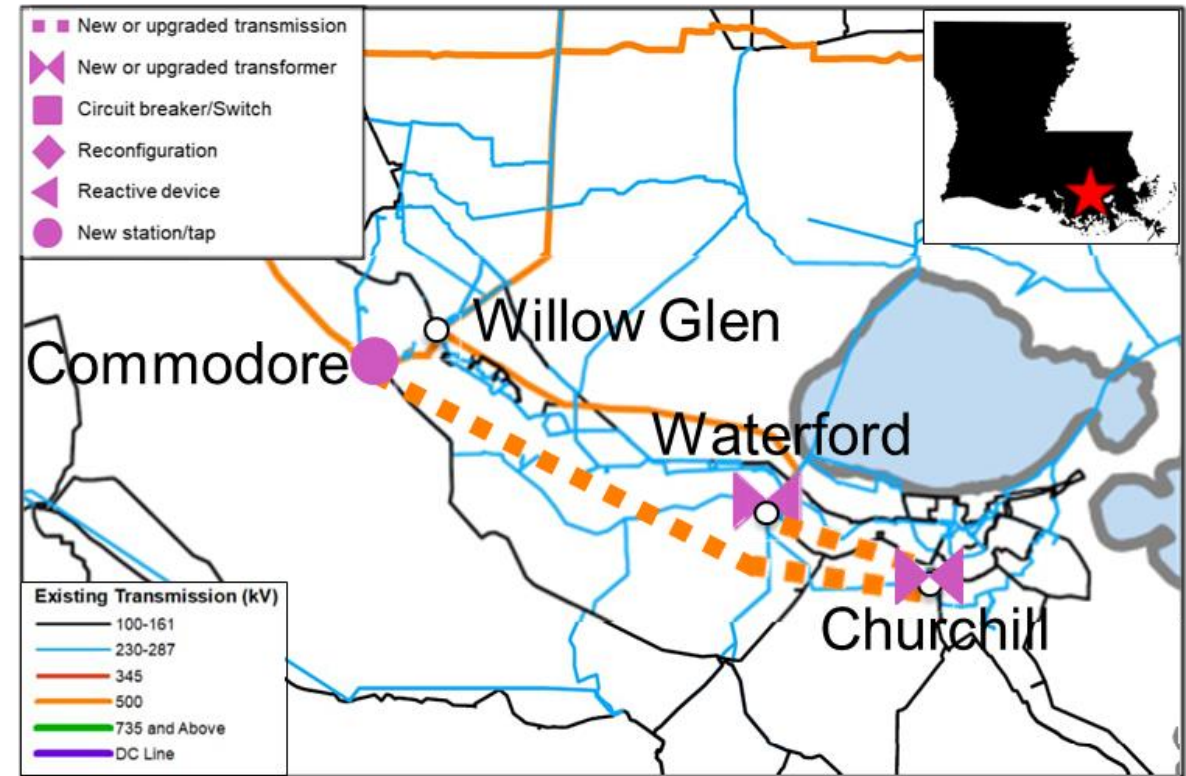 New or upgraded transmission
New or upgraded transformer
Circuit breaker/Switch
Reconfiguration
Reactive device
New station/tap
Willow Glen
Commodore
Waterford
Churchill
Existing Transmission (kV)
100-161
230-287
345
500
735 and Above
DC Line